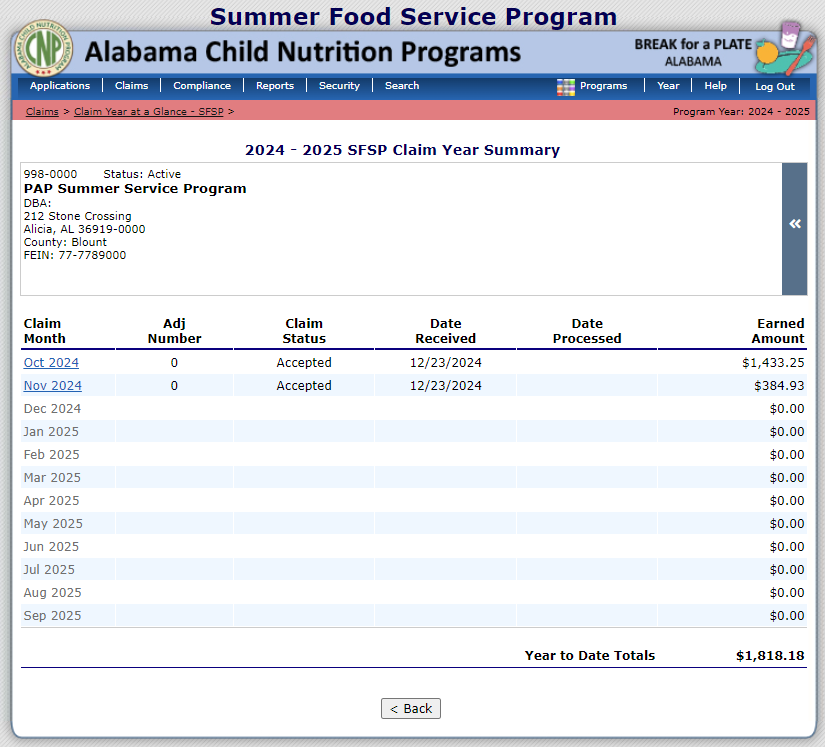 Summer Food Service Program
CNP
Alabama Child Nutrition Programs
BREAK for a PLATE
ALABAMA
Applications Claims Compliance Reports Security Search Programs Year Help Log Out
Claims > Claim Year at a Glance - SFSP > Program Year: 2024 - 2025
2024 - 2025 SFSP Claim Year Summary
998-0000 Status: Active
PAP Summer Service Program
DBA:
212 Stone Crossing
Alicia, AL 36919-0000
County: Blount
FEIN: 77-7789000
«
Claim Month Adj Number Claim Status Date Received Date Processed Earned Amount
Oct 2024 0 Accepted 12/23/2024 $1,433.25
Nov 2024 0 Accepted 12/23/2024 $384.93
Dec 2024 $0.00
Jan 2025 $0.00
Feb 2025 $0.00
Mar 2025 $0.00
Apr 2025 $0.00
May 2025 $0.00
Jun 2025 $0.00
Jul 2025 $0.00
Aug 2025 $0.00
Sep 2025 $0.00
Year to Date Totals $1,818.18
< Back